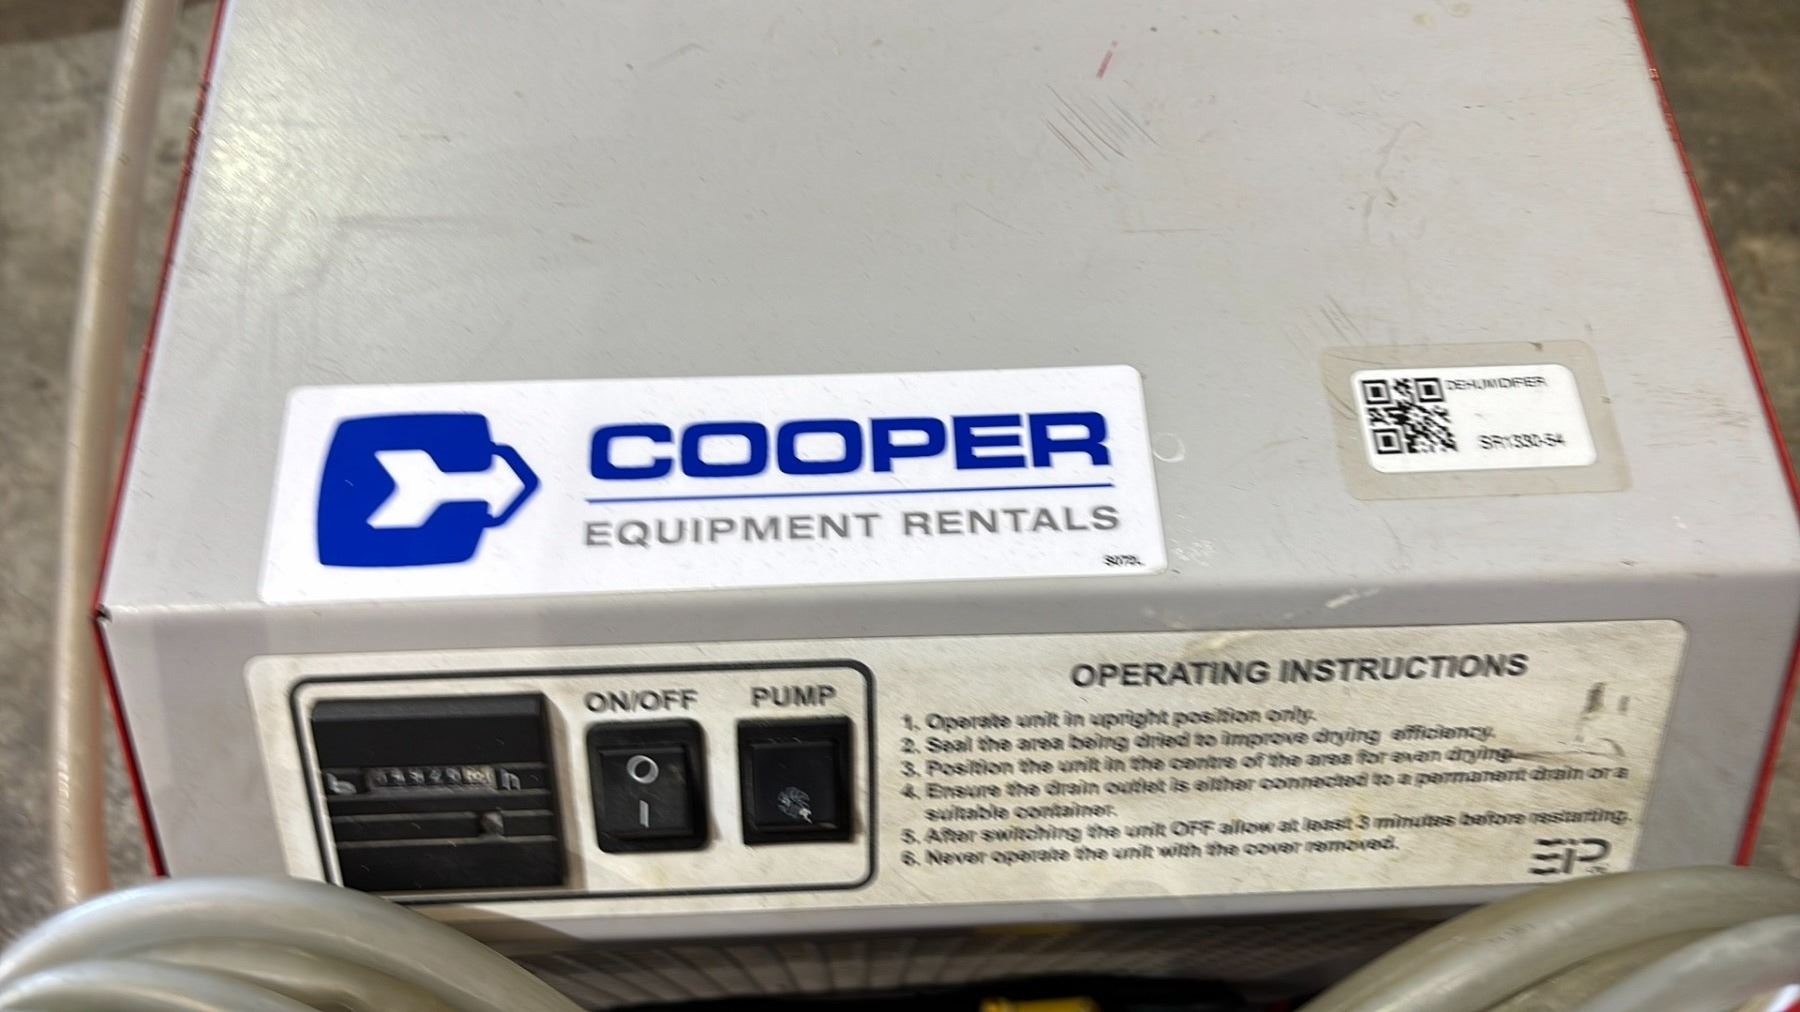 COOPER
EQUIPMENT RENTALS
DEHUMIDIFIER
SR1330-54
ON/OFF
PUMP
O
I
h
OPERATING INSTRUCTIONS
1. Operate unit in upright position only.
2. Seal the area being dried to improve drying efficiency.
3. Position the unit in the centre of the area for even drying.
4. Ensure the drain outlet is either connected to a permanent drain or a
suitable container.
5. After switching the unit OFF allow at least 3 minutes before restarting.
6. Never operate the unit with the cover removed.